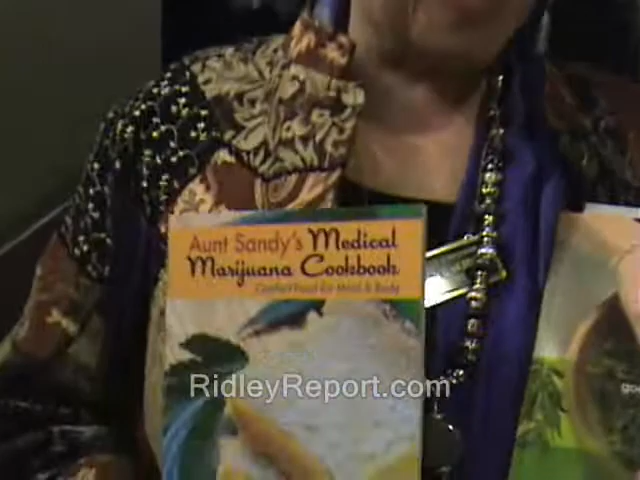 Aunt Sandy's Medical
Marijuana Cookbook
Comfort Food for Mind & Body
RidleyReport.com